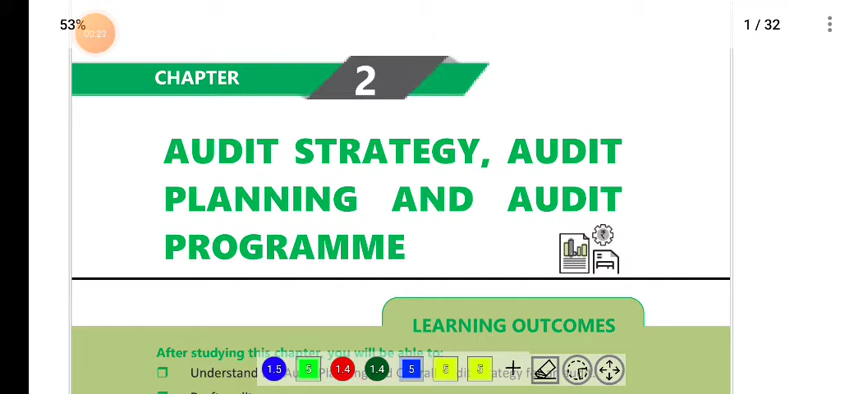 53%
00:22
1 / 32
CHAPTER 2
AUDIT STRATEGY, AUDIT
PLANNING AND AUDIT
PROGRAMME
LEARNING OUTCOMES
After studying this chapter, you will be able to:
1.5 5 1.4 1.4 5 5 5
Understand